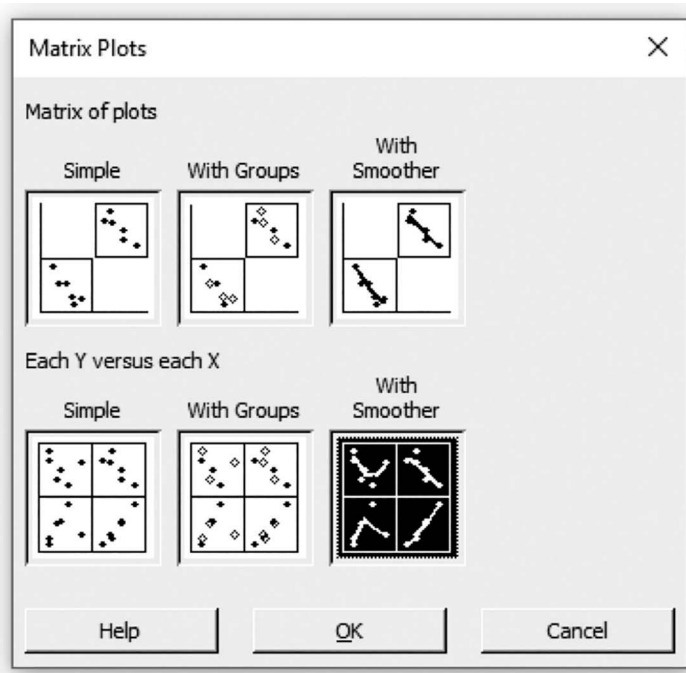 Matrix Plots
Matrix of plots
Simple
With Groups
With
Smoother
Each Y versus each X
Simple
With Groups
With
Smoother
Help
OK
Cancel